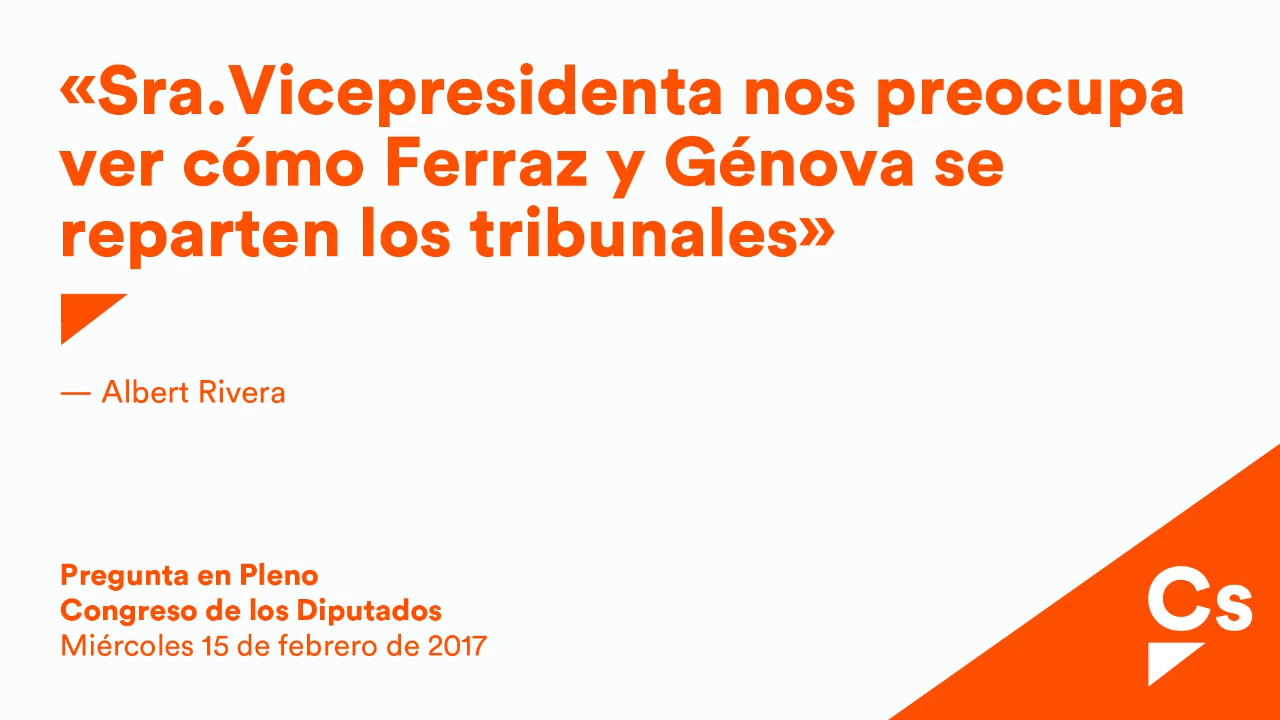 «Sra.Vicepresidenta nos preocupa
ver cómo Ferraz y Génova se
reparten los tribunales»
— Albert Rivera
Pregunta en Pleno
Congreso de los Diputados
Miércoles 15 de febrero de 2017
Cs